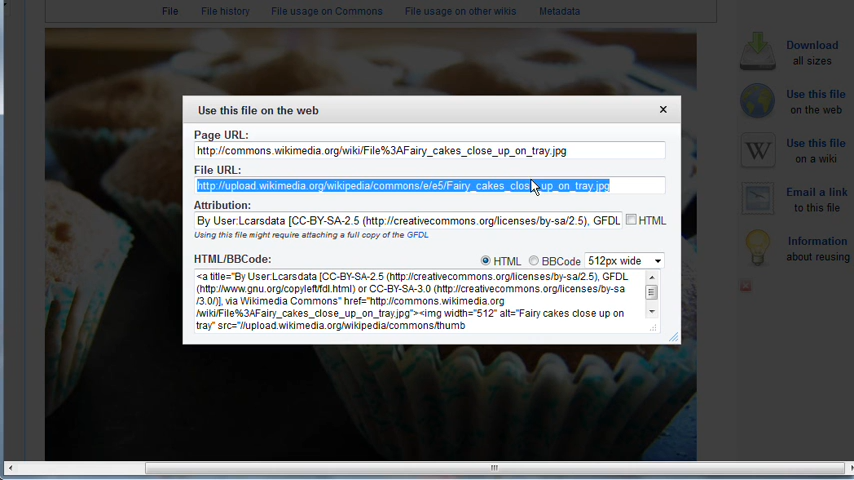 File File history File usage on Commons File usage on other wikis Metadata
Download
all sizes
Use this file
on the web
Use this file
on a wiki
Email a link
to this file
Information
about reusing
W
Use this file on the web
Page URL:
http://commons.wikimedia.org/wiki/File%3AFairy_cakes_close_up_on_tray.jpg
File URL:
http://upload.wikimedia.org/wikipedia/commons/e/e5/Fairy_cakes_close_up_on_tray.jpg
Attribution:
By User:Lcarsdata [CC-BY-SA-2.5 (http://creativecommons.org/licenses/by-sa/2.5), GFDL HTML
Using this file might require attaching a full copy of the GFDL
HTML/BBCode: HTML BBCode 512px wide
<a title="By User:Lcarsdata [CC-BY-SA-2.5 (http://creativecommons.org/licenses/by-sa/2.5), GFDL
(http://www.gnu.org/copyleft/fdl.html) or CC-BY-SA-3.0 (http://creativecommons.org/licenses/by-sa
/3.0/)], via Wikimedia Commons" href="http://commons.wikimedia.org
/wiki/File%3AFairy_cakes_close_up_on_tray.jpg"><img width="512" alt="Fairy cakes close up on
tray" src="//upload.wikimedia.org/wikipedia/commons/thumb